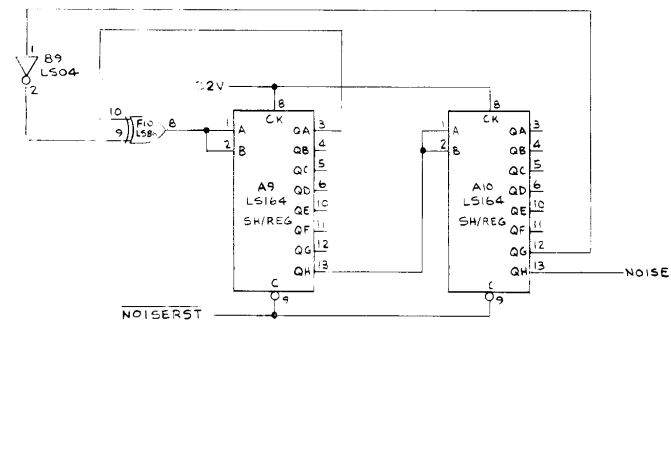 1
B9
LS04
2
10
9
F10
8
8
CK
1 A
2 B
QA 3
QB 4
QC 5
QD 6
QE 10
QF 11
QG 12
QH 13
A9
LS164
SH/REG
C
9
8
CK
1 A
2 B
QA 3
QB 4
QC 5
QD 6
QE 10
QF 11
QG 12
QH 13
A10
LS164
SH/REG
C
9
NOISE
NOISERST